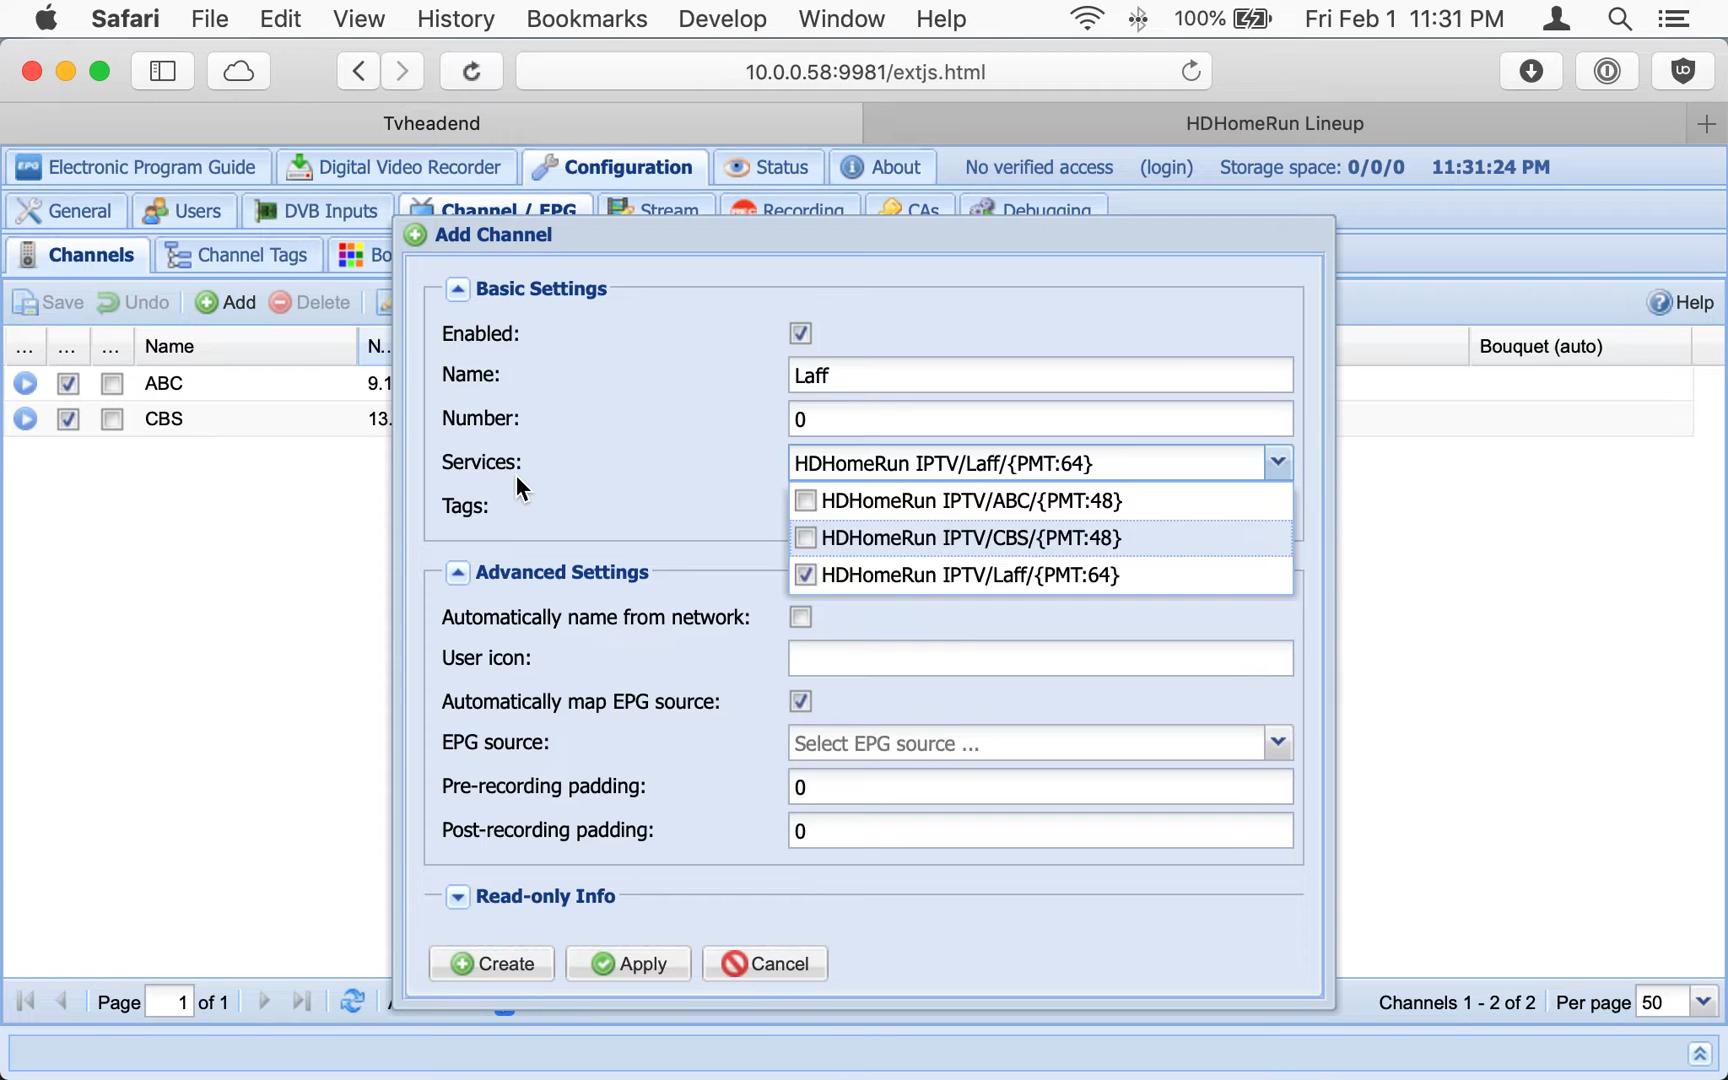 Safari File Edit View History Bookmarks Develop Window Help 100% Fri Feb 1 11:31 PM
10.0.0.58:9981/extjs.html
Tvheadend HDHomeRun Lineup
EPG Electronic Program Guide Digital Video Recorder Configuration Status About No verified access (login) Storage space: 0/0/0 11:31:24 PM
General Users DVB Inputs Channel / EPG Stream Recording CAs Debugging
Add Channel
Channels Channel Tags Bo
Basic Settings
Save Undo Add Delete Help
Enabled:
... ... ... Name N.. Bouquet (auto)
Name: Laff
ABC 9.1
Number: 0
CBS 13.
Services: HDHomeRun IPTV/Laff/{PMT:64}
HDHomeRun IPTV/ABC/{PMT:48}
Tags:
HDHomeRun IPTV/CBS/{PMT:48}
HDHomeRun IPTV/Laff/{PMT:64}
Advanced Settings
Automatically name from network:
User icon:
Automatically map EPG source:
EPG source: Select EPG source ...
Pre-recording padding: 0
Post-recording padding: 0
Read-only Info
Create Apply Cancel
Page 1 of 1 Channels 1 - 2 of 2 Per page 50